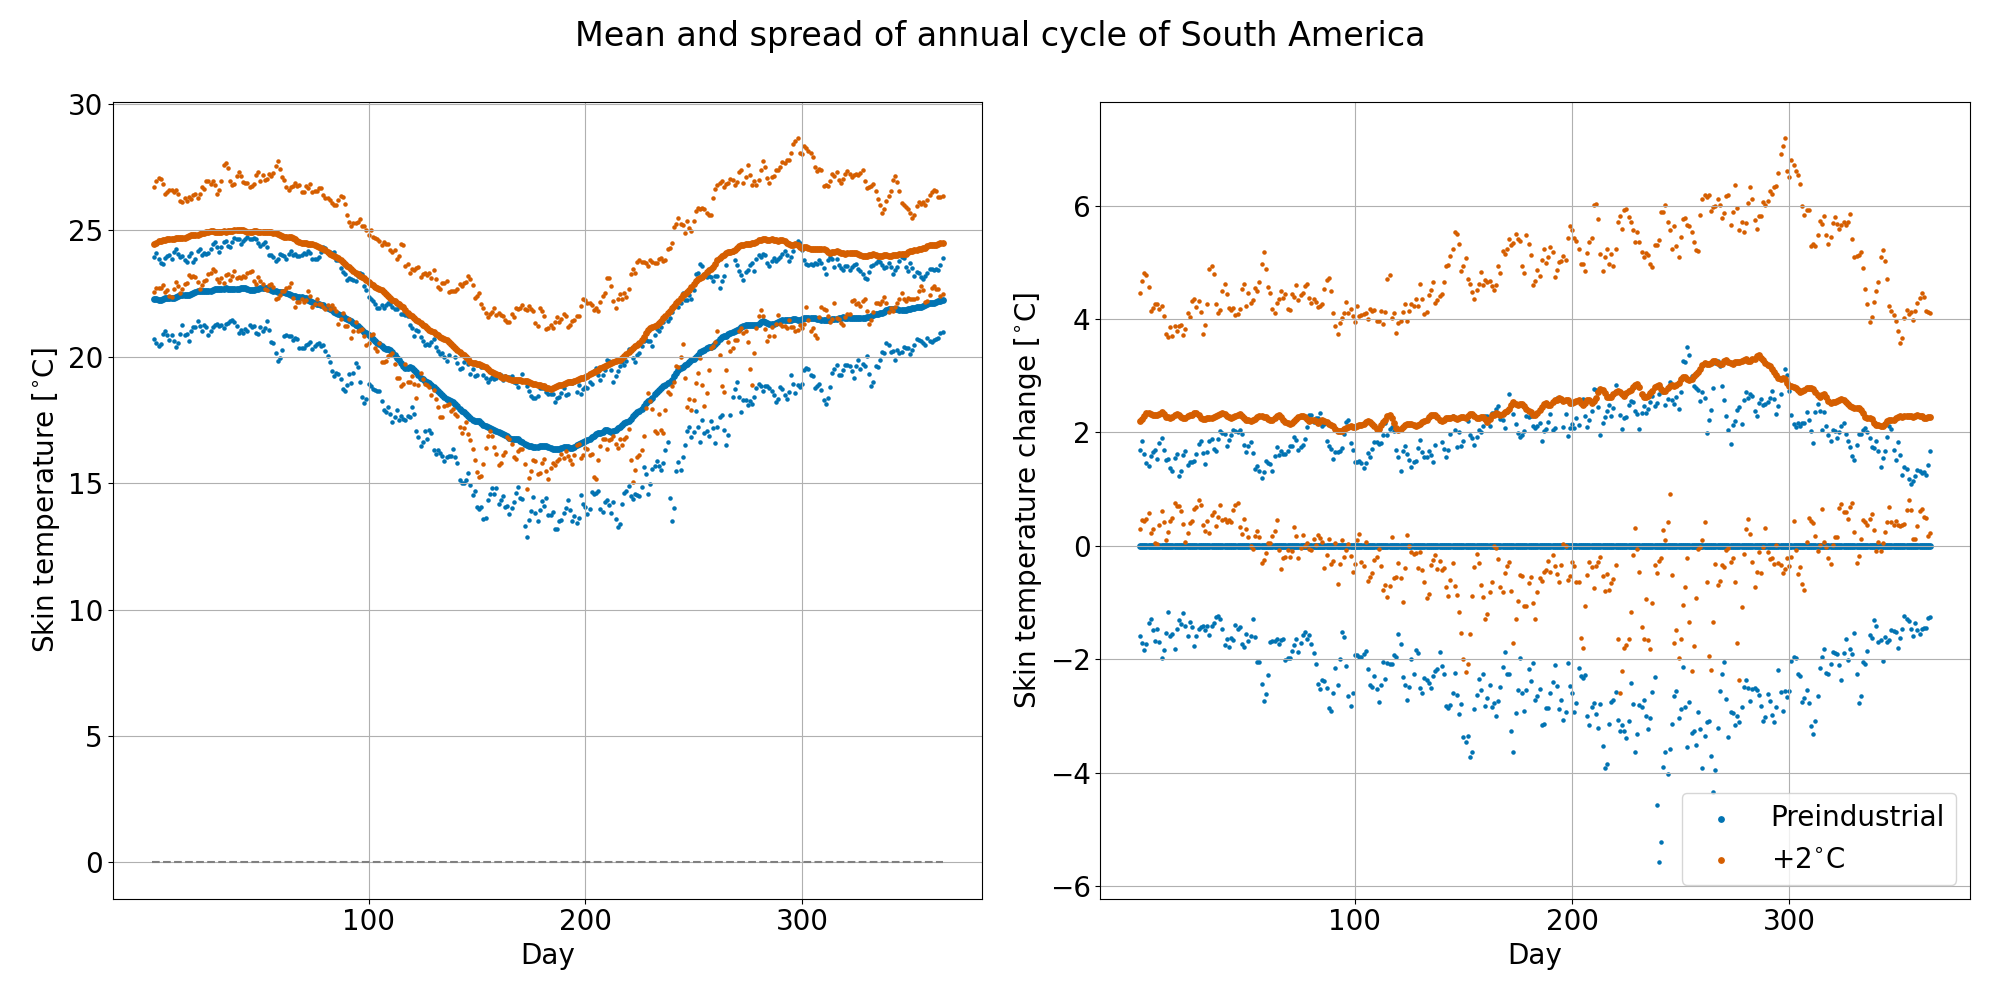 Mean and spread of annual cycle of South America
Skin temperature [°C]
30
25
20
15
10
5
0
100 200 300
Day
Skin temperature change [°C]
6
4
2
0
−2
−4
−6
100 200 300
Day
Preindustrial
+2°C